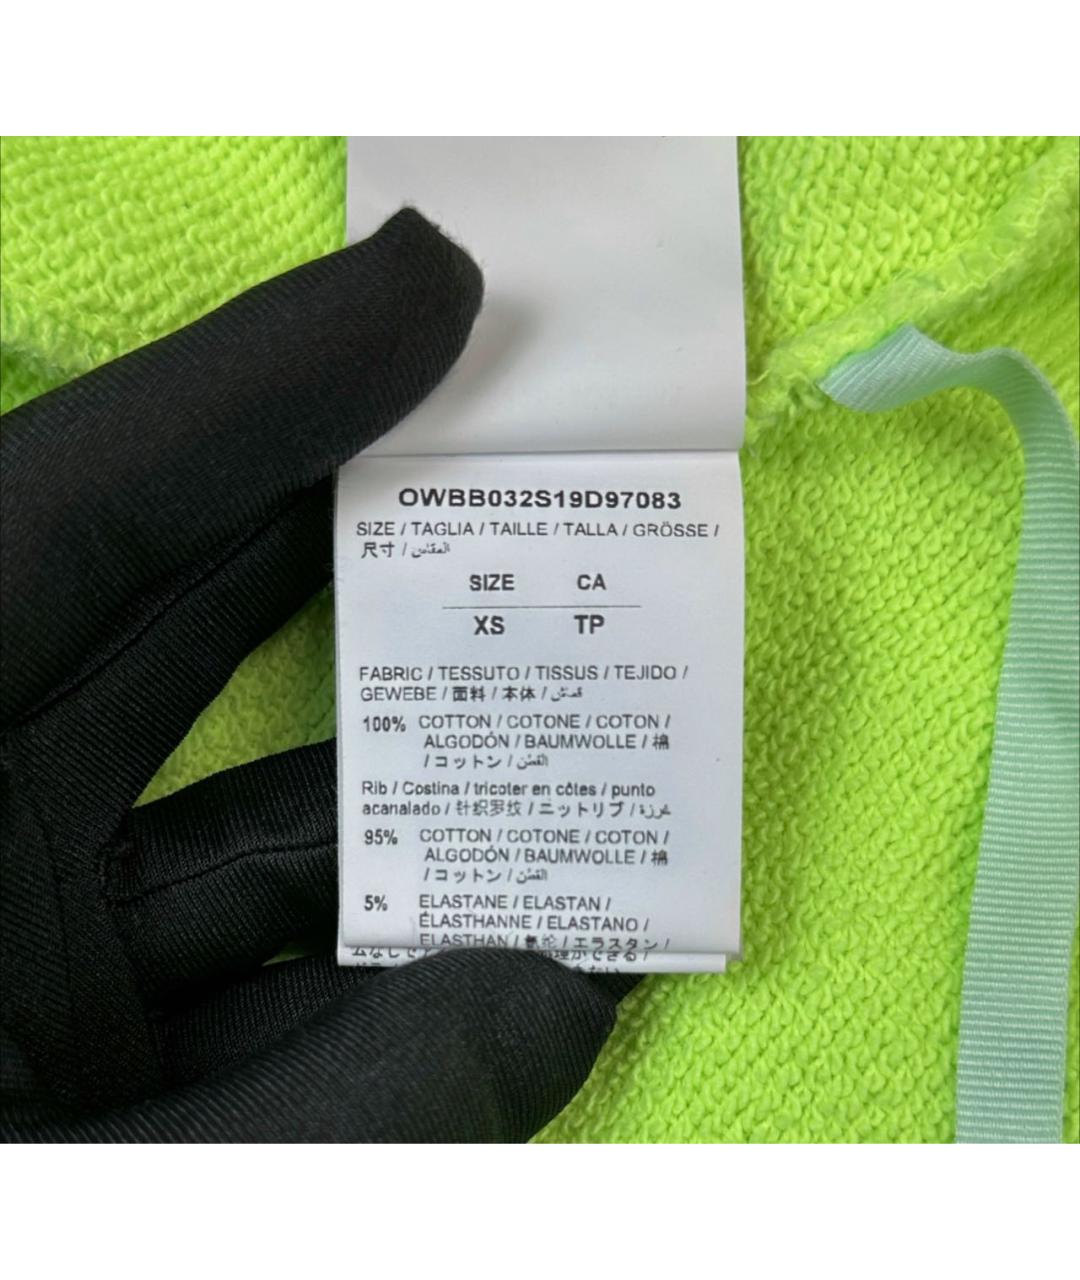 OWBB032S19D97083
SIZE / TAGLIA / TAILLE / TALLA / GRÖSSE /
尺寸 / المقاس
SIZE CA
XS TP
FABRIC / TESSUTO / TISSUS / TEJIDO /
GEWEBE / 面料 / 本体 /
100% COTTON / COTONE / COTON /
ALGODÓN / BAUMWOLLE / 棉
/ コットン / القطن
Rib / Costina / tricoter en côtes / punto
acanalado / 针织罗纹 / ニットリブ / غرزة
95% COTTON / COTONE / COTON /
ALGODÓN / BAUMWOLLE / 棉
/ コットン / القطن
5% ELASTANE / ELASTAN /
ÉLASTHANNE / ELASTANO /
ELASTHAN / 氨纶 / エラスタン /